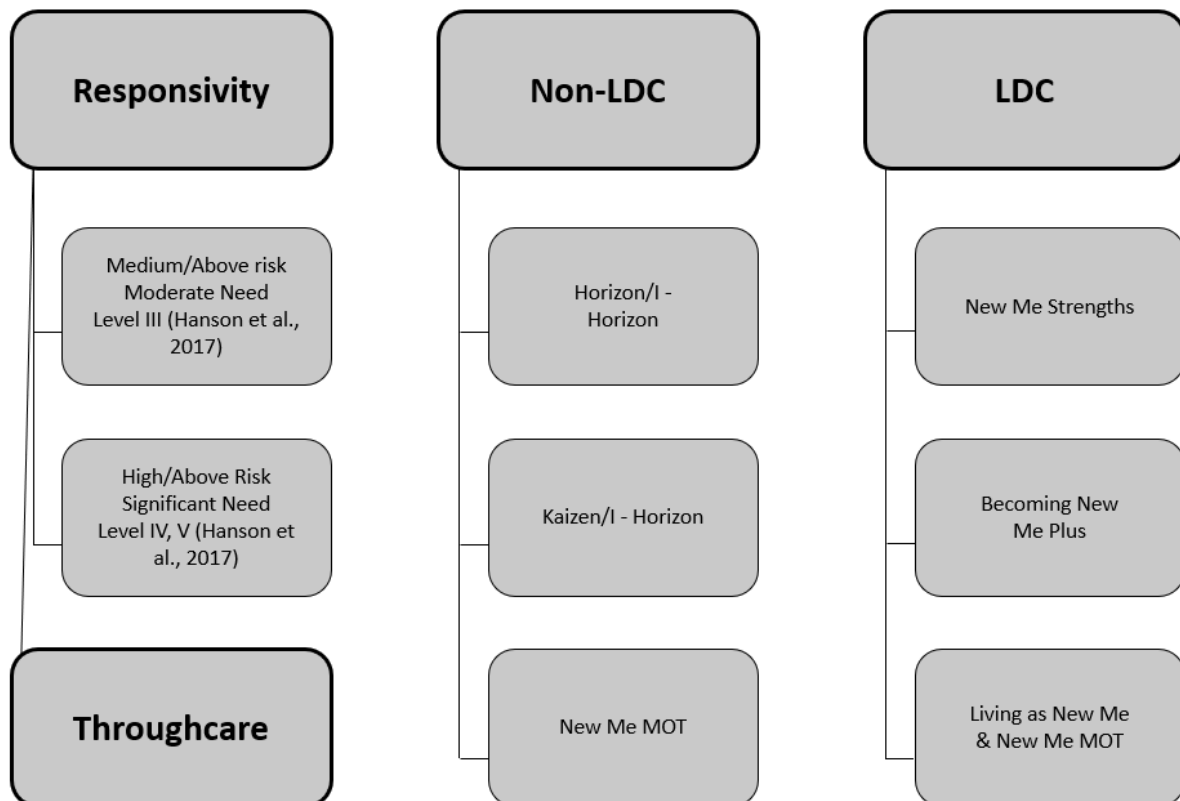 Responsivity
Medium/Above risk
Moderate Need
Level III (Hanson et al.,
2017)
High/Above Risk
Significant Need
Level IV, V (Hanson et
al., 2017)
Throughcare
Non-LDC
Horizon/I -
Horizon
Kaizen/I - Horizon
New Me MOT
LDC
New Me Strengths
Becoming New
Me Plus
Living as New Me
& New Me MOT